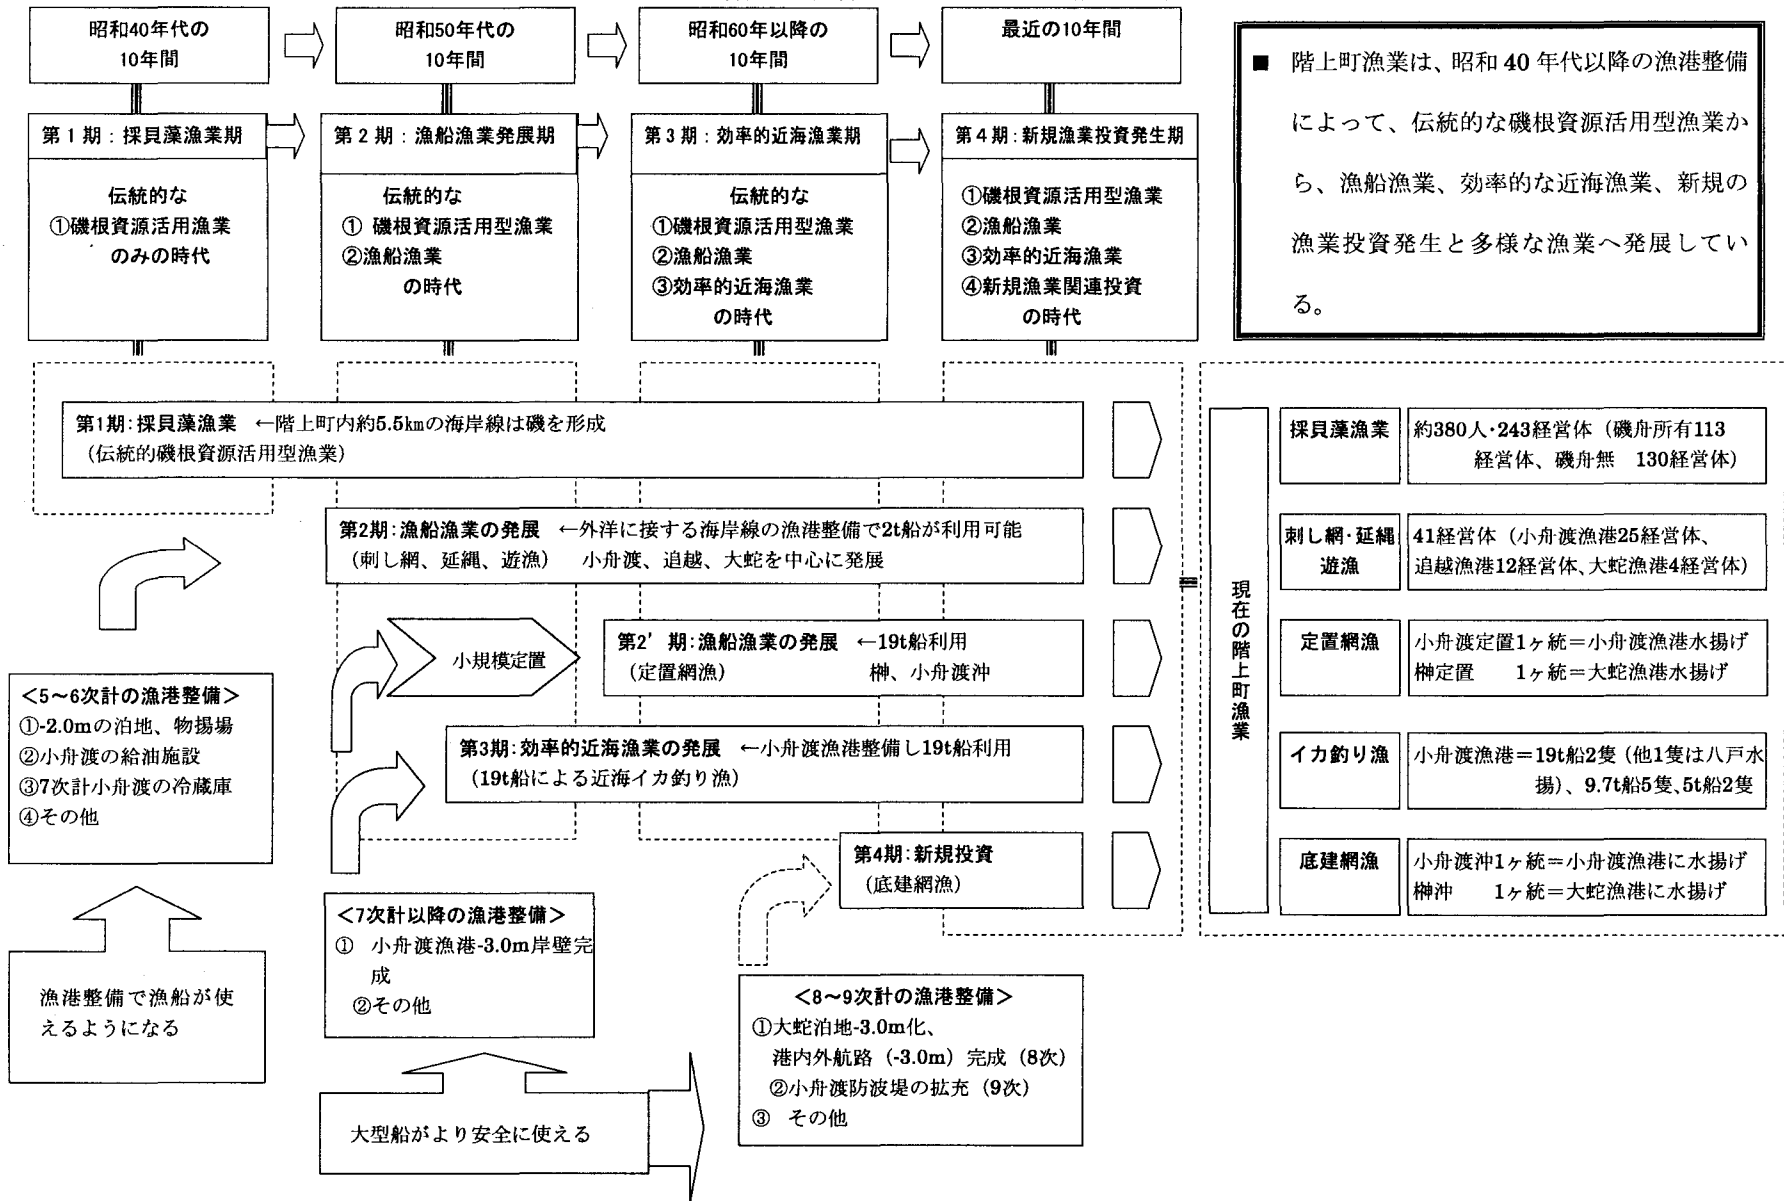 昭和40年代の
10年間
昭和50年代の
10年間
昭和60年以降の
10年間
最近の10年間
第1期：採貝藻漁業期
伝統的な
①磯根資源活用漁業
のみの時代
第2期：漁船漁業発展期
伝統的な
① 磯根資源活用型漁業
②漁船漁業
の時代
第3期：効率的近海漁業期
伝統的な
①磯根資源活用型漁業
②漁船漁業
③効率的近海漁業
の時代
第4期：新規漁業投資発生期
①磯根資源活用型漁業
②漁船漁業
③効率的近海漁業
④新規漁業関連投資
の時代
■ 階上町漁業は、昭和40年代以降の漁港整備
によって、伝統的な磯根資源活用型漁業か
ら、漁船漁業、効率的な近海漁業、新規の
漁業投資発生と多様な漁業へ発展してい
る。
第1期:採貝藻漁業 ←階上町内約5.5kmの海岸線は磯を形成
（伝統的磯根資源活用型漁業）
第2期:漁船漁業の発展 ←外洋に接する海岸線の漁港整備で2t船が利用可能
（刺し網、延縄、遊漁） 小舟渡、追越、大蛇を中心に発展
小規模定置
第2’期:漁船漁業の発展 ←19t船利用
（定置網漁） 榊、小舟渡沖
第3期:効率的近海漁業の発展 ←小舟渡漁港整備し19t船利用
（19t船による近海イカ釣り漁）
第4期:新規投資
（底建網漁）
＜5～6次計の漁港整備＞
①-2.0mの泊地、物揚場
②小舟渡の給油施設
③7次計小舟渡の冷蔵庫
④その他
漁港整備で漁船が使
えるようになる
＜7次計以降の漁港整備＞
① 小舟渡漁港-3.0m岸壁完
成
②その他
大型船がより安全に使える
＜8～9次計の漁港整備＞
①大蛇泊地-3.0m化、
港内外航路（-3.0m）完成（8次）
②小舟渡防波堤の拡充（9次）
③ その他
現在の階上町漁業
採貝藻漁業
約380人･243経営体（磯舟所有113
経営体、磯舟無 130経営体）
刺し網･延縄
遊漁
41経営体（小舟渡漁港25経営体、
追越漁港12経営体、大蛇漁港4経営体）
定置網漁
小舟渡定置1ヶ統＝小舟渡漁港水揚げ
榊定置 1ヶ統＝大蛇漁港水揚げ
イカ釣り漁
小舟渡漁港＝19t船2隻（他1隻は八戸水
揚）、9.7t船5隻、5t船2隻
底建網漁
小舟渡沖1ヶ統＝小舟渡漁港に水揚げ
榊沖 1ヶ統＝大蛇漁港に水揚げ